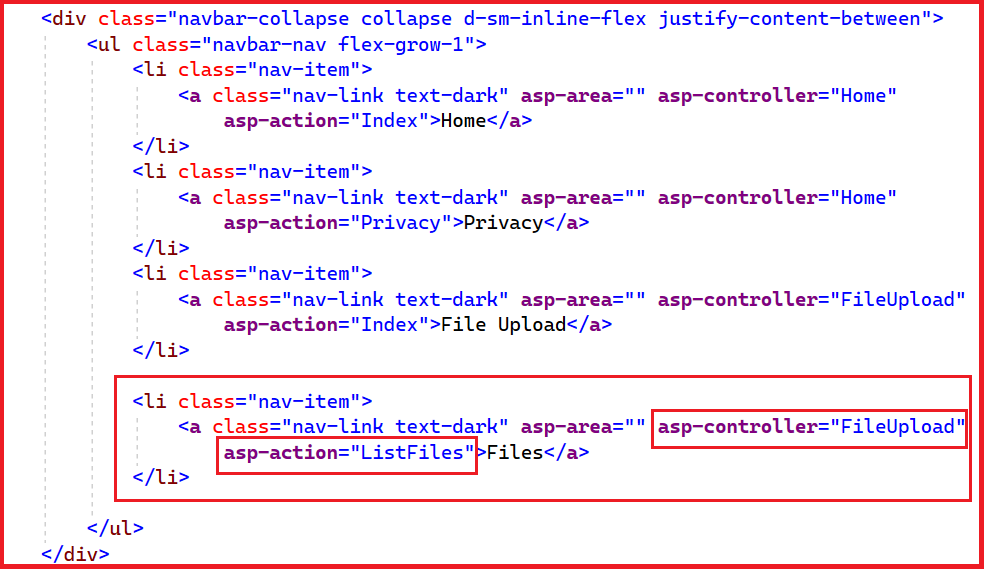 <div class="navbar-collapse collapse d-sm-inline-flex justify-content-between">
<ul class="navbar-nav flex-grow-1">
<li class="nav-item">
<a class="nav-link text-dark" asp-area="" asp-controller="Home"
asp-action="Index">Home</a>
</li>
<li class="nav-item">
<a class="nav-link text-dark" asp-area="" asp-controller="Home"
asp-action="Privacy">Privacy</a>
</li>
<li class="nav-item">
<a class="nav-link text-dark" asp-area="" asp-controller="FileUpload"
asp-action="Index">File Upload</a>
</li>
<li class="nav-item">
<a class="nav-link text-dark" asp-area="" asp-controller="FileUpload"
asp-action="ListFiles">Files</a>
</li>
</ul>
</div>